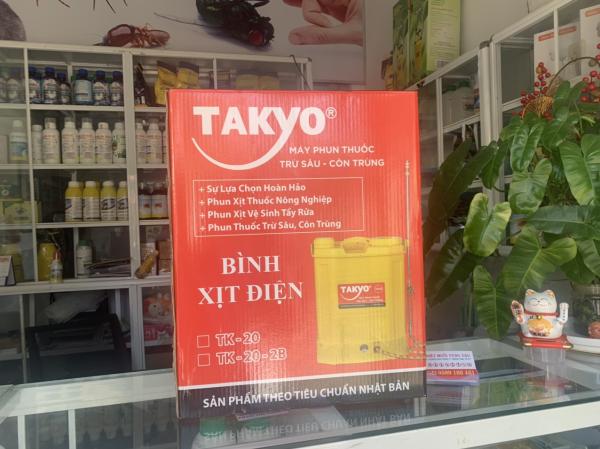 TAKYO®
MÁY PHUN THUỐC
TRỪ SÂU - CÔN TRÙNG
+ Sự Lựa Chọn Hoàn Hảo
+ Phun Xịt Thuốc Nông Nghiệp
+ Phun Xịt Vệ Sinh Tẩy Rửa
+ Phun Thuốc Trừ Sâu, Côn Trùng
BÌNH
XỊT ĐIỆN
TAKYO
TK - 20
TK - 20 - 2B
SẢN PHẨM THEO TIÊU CHUẨN NHẬT BẢN